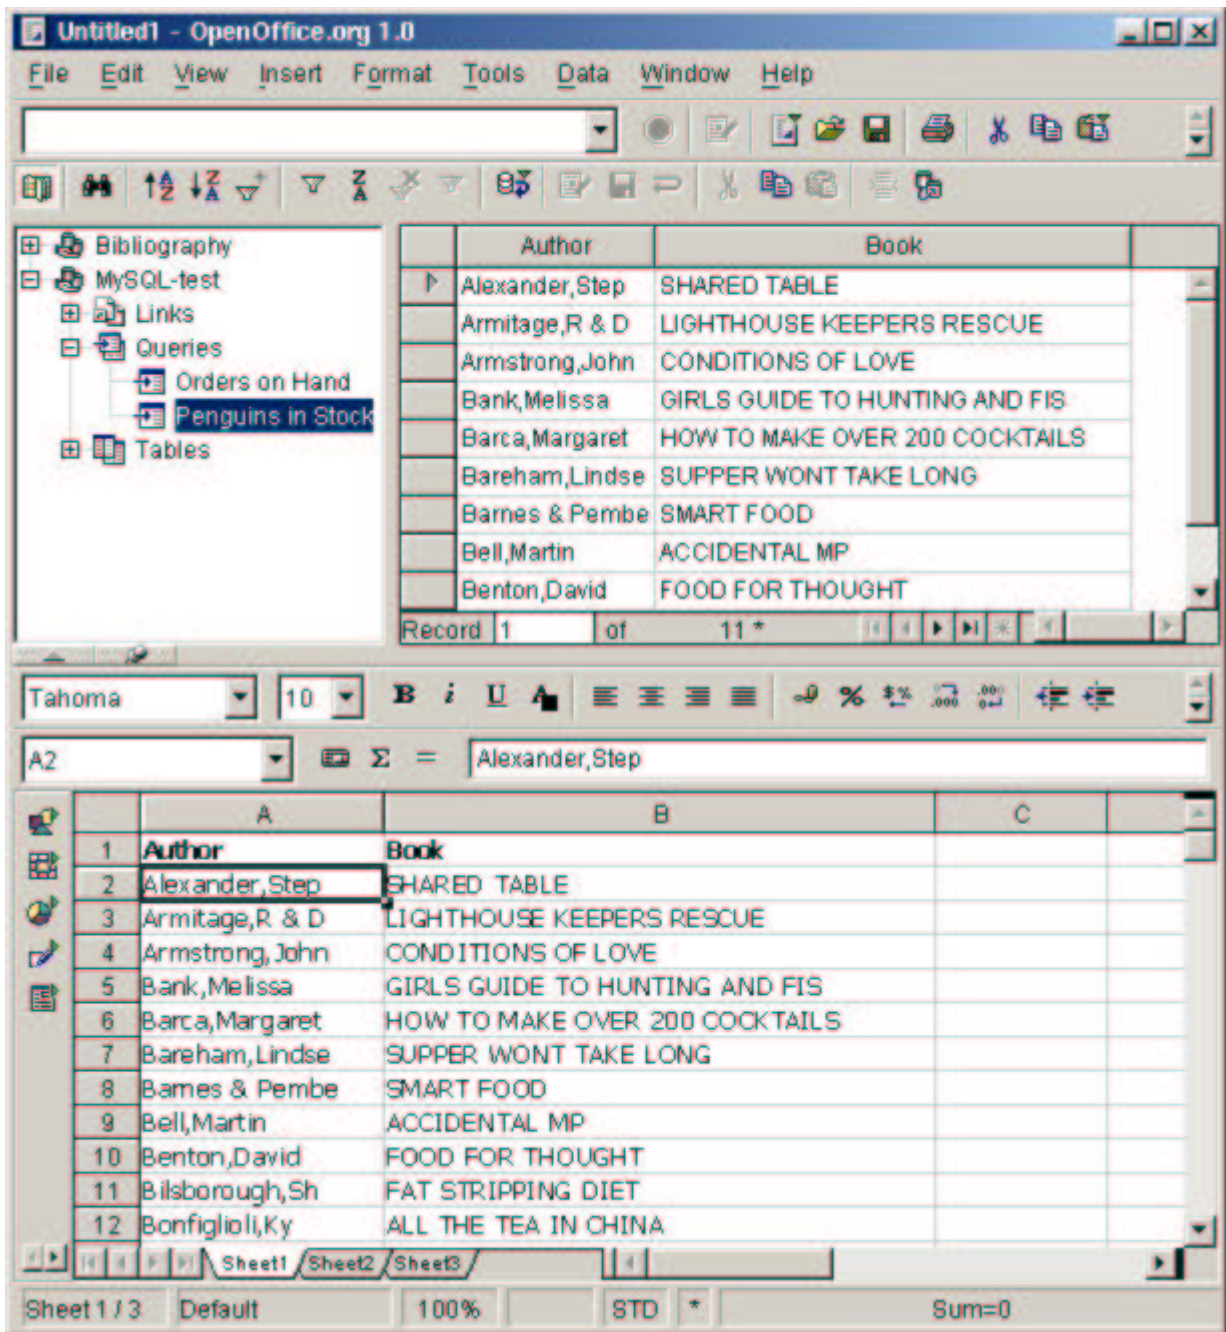 Untitled1 - OpenOffice.org 1.0
File Edit View Insert Format Tools Data Window Help
Bibliography
MySQL-test
Links
Queries
Orders on Hand
Penguins in Stock
Tables
Author Book
Alexander,Step SHARED TABLE
Armitage,R & D LIGHTHOUSE KEEPERS RESCUE
Armstrong,John CONDITIONS OF LOVE
Bank,Melissa GIRLS GUIDE TO HUNTING AND FIS
Barca,Margaret HOW TO MAKE OVER 200 COCKTAILS
Bareham,Lindse SUPPER WONT TAKE LONG
Barnes & Pembe SMART FOOD
Bell,Martin ACCIDENTAL MP
Benton,David FOOD FOR THOUGHT
Record 1 of 11 *
Tahoma 10 B i U A
A2 Σ = Alexander,Step
A B C
1 Author Book
2 Alexander,Step SHARED TABLE
3 Armitage,R & D LIGHTHOUSE KEEPERS RESCUE
4 Armstrong,John CONDITIONS OF LOVE
5 Bank,Melissa GIRLS GUIDE TO HUNTING AND FIS
6 Barca,Margaret HOW TO MAKE OVER 200 COCKTAILS
7 Bareham,Lindse SUPPER WONT TAKE LONG
8 Barnes & Pembe SMART FOOD
9 Bell,Martin ACCIDENTAL MP
10 Benton,David FOOD FOR THOUGHT
11 Bilsborough,Sh FAT STRIPPING DIET
12 Bonfiglioli,Ky ALL THE TEA IN CHINA
Sheet1 Sheet2 Sheet3
Sheet 1 / 3 Default 100% STD * Sum=0